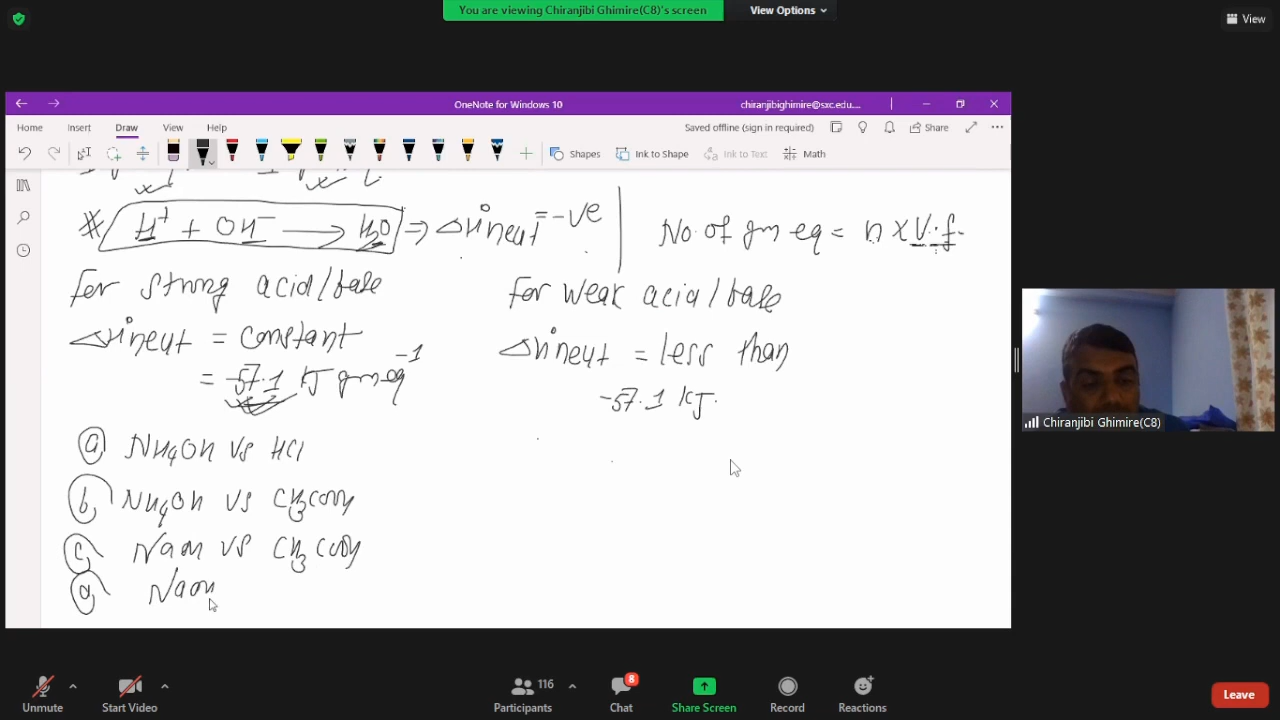 You are viewing Chiranjibi Ghimire(C8)'s screen
View Options
View
OneNote for Windows 10
chiranjibighimire@sxc.edu....
Home Insert Draw View Help
Saved offline (sign in required)
Share
Shapes
Ink to Shape
Ink to Text
Math
* H⁺ + OH⁻ → H₂O ⇒ ΔH°neut = -ve
No. of gm eq = n x V.f.
For strong acid/base
For weak acid/base
ΔH°neut = constant
ΔH°neut = less than
= -57.1 KJ gm eq⁻¹
-57.1 KJ.
a) NH₄OH vs HCl
b, NH₄OH vs CH₃COOH
c, NaOH vs CH₃COOH
d, NaOH
Chiranjibi Ghimire(C8)
Unmute
Start Video
116
Participants
8
Chat
Share Screen
Record
Reactions
Leave